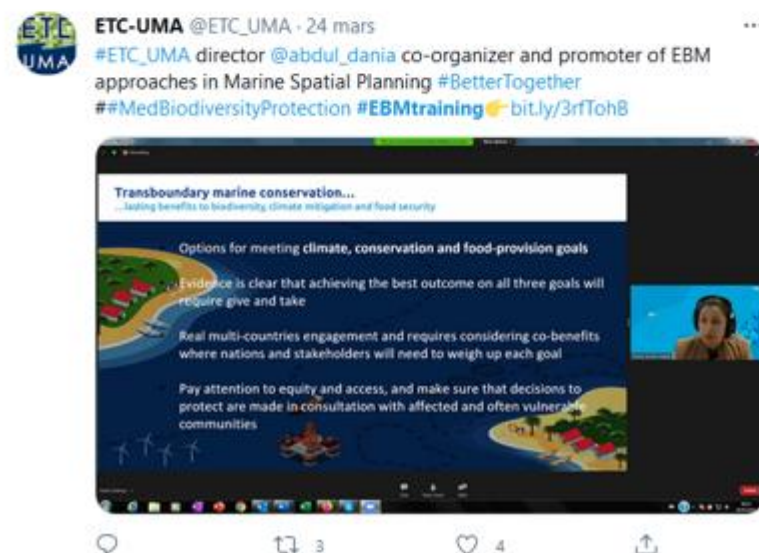 ETC
UMA
ETC-UMA @ETC_UMA · 24 mars
#ETC_UMA director @abdul_dania co-organizer and promoter of EBM
approaches in Marine Spatial Planning #BetterTogether
##MedBiodiversityProtection #EBMtraining👉bit.ly/3rfTohB
Transboundary marine conservation...
...lasting benefits to biodiversity, climate mitigation and food security
Options for meeting climate, conservation and food-provision goals
Evidence is clear that achieving the best outcome on all three goals will
require give and take
Real multi-countries engagement and requires considering co-benefits
where nations and stakeholders will need to weigh up each goal
Pay attention to equity and access, and make sure that decisions to
protect are made in consultation with affected and often vulnerable
communities
3
4